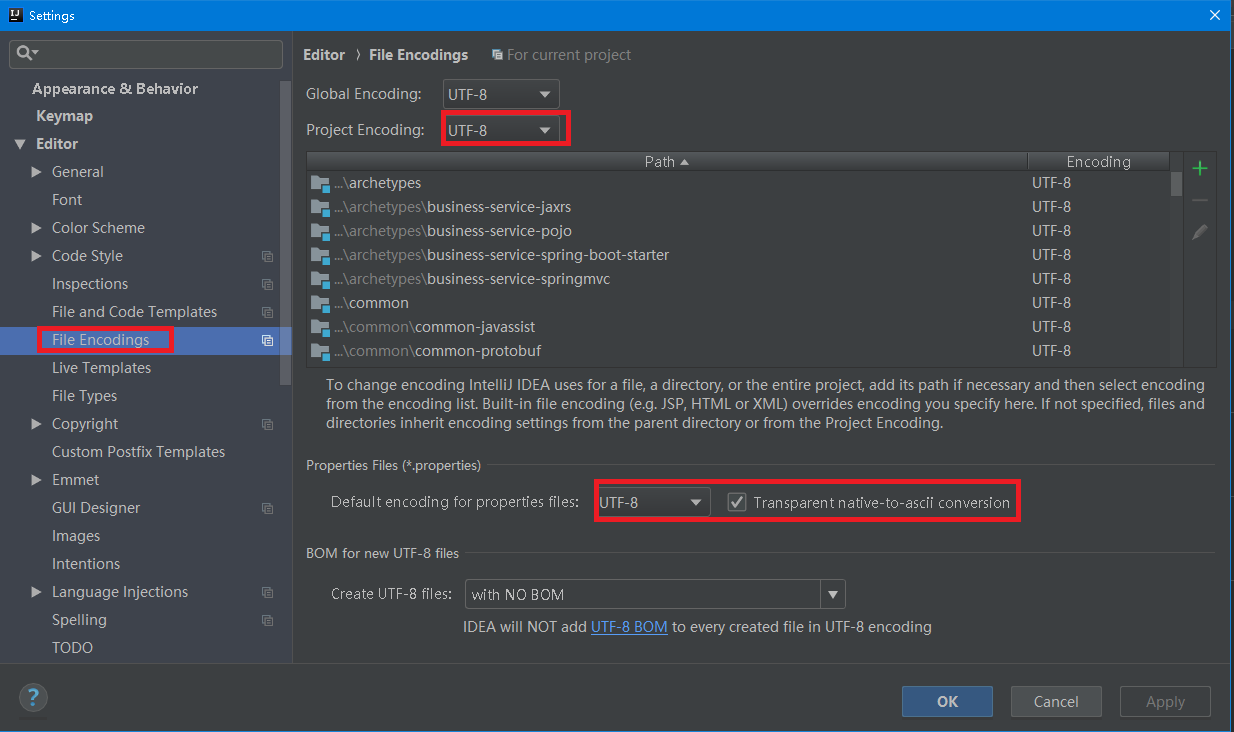 IJ Settings
Appearance & Behavior
Keymap
Editor
General
Font
Color Scheme
Code Style
Inspections
File and Code Templates
File Encodings
Live Templates
File Types
Copyright
Custom Postfix Templates
Emmet
GUI Designer
Images
Intentions
Language Injections
Spelling
TODO
Editor › File Encodings For current project
Global Encoding: UTF-8
Project Encoding: UTF-8
Path Encoding
...\archetypes UTF-8
...\archetypes\business-service-jaxrs UTF-8
...\archetypes\business-service-pojo UTF-8
...\archetypes\business-service-spring-boot-starter UTF-8
...\archetypes\business-service-springmvc UTF-8
...\common UTF-8
...\common\common-javassist UTF-8
...\common\common-protobuf UTF-8
To change encoding IntelliJ IDEA uses for a file, a directory, or the entire project, add its path if necessary and then select encoding
from the encoding list. Built-in file encoding (e.g. JSP, HTML or XML) overrides encoding you specify here. If not specified, files and
directories inherit encoding settings from the parent directory or from the Project Encoding.
Properties Files (*.properties)
Default encoding for properties files: UTF-8 Transparent native-to-ascii conversion
BOM for new UTF-8 files
Create UTF-8 files: with NO BOM
IDEA will NOT add UTF-8 BOM to every created file in UTF-8 encoding
? OK Cancel Apply